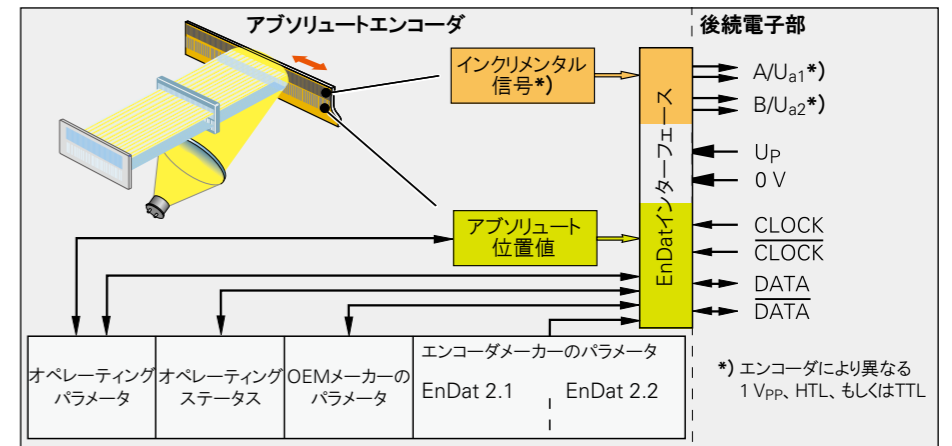 アブソリュートエンコーダ
後続電子部
インクリメンタル
信号*)
EnDatインターフェース
A/Ua1*)
B/Ua2*)
UP
0 V
アブソリュート
位置値
CLOCK
CLOCK
DATA
DATA
オペレーティング
パラメータ
オペレーティング
ステータス
OEMメーカーの
パラメータ
エンコーダメーカーのパラメータ
EnDat 2.1
EnDat 2.2
*) エンコーダにより異なる
1 VPP、HTL、もしくはTTL